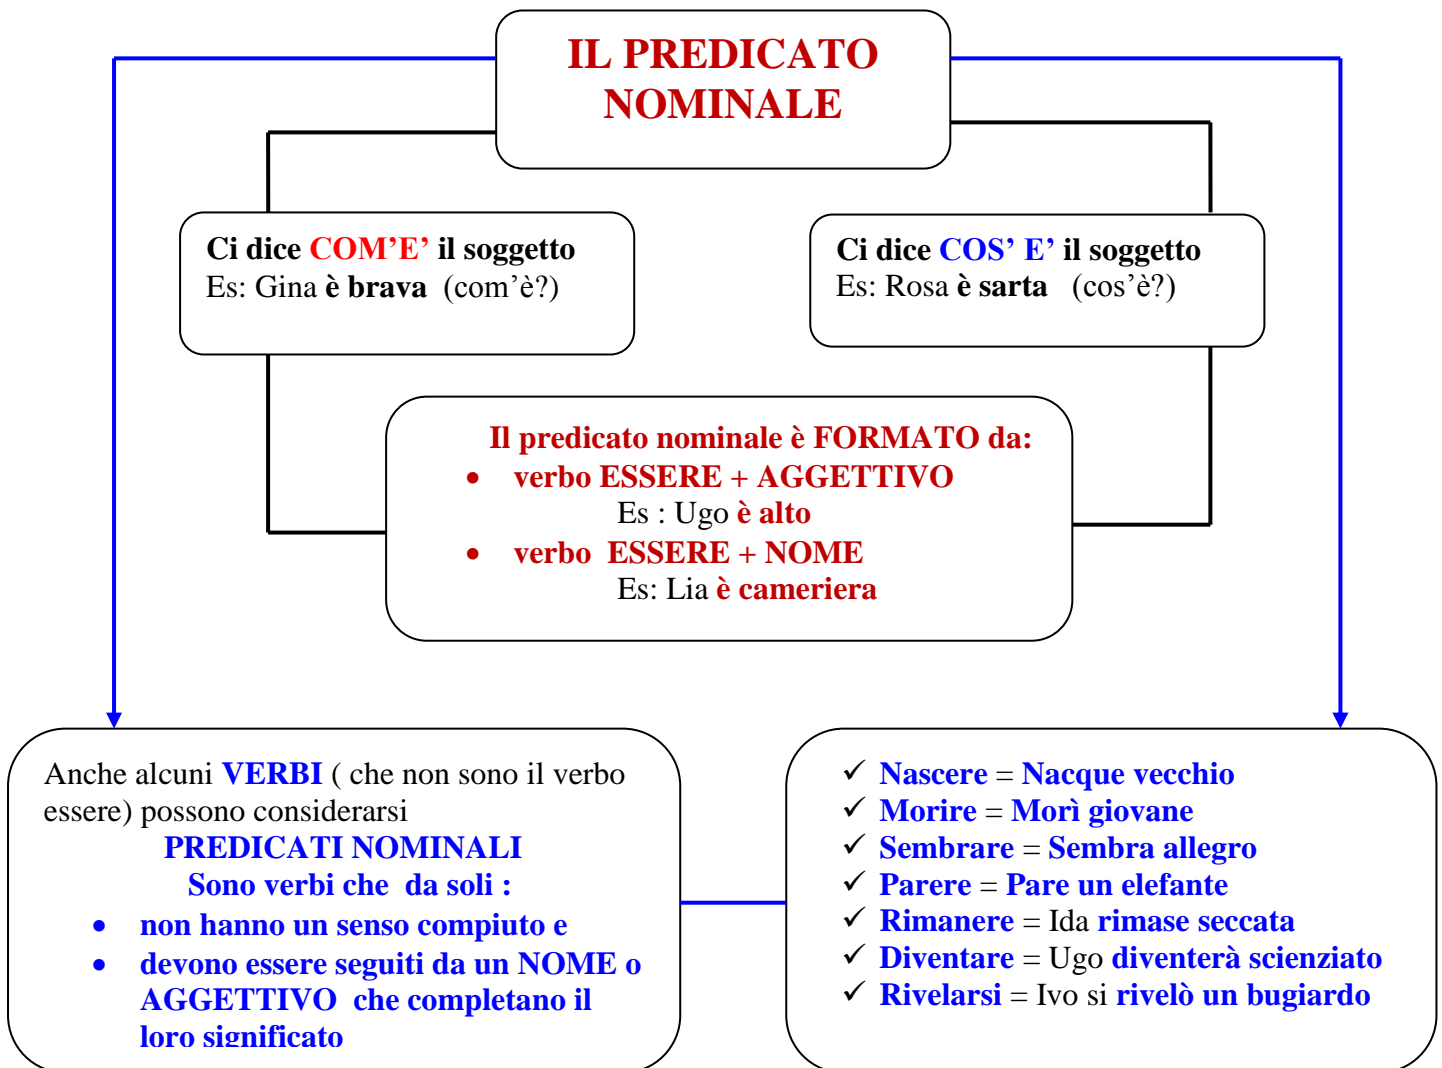 IL PREDICATO
NOMINALE
Ci dice COM’E’ il soggetto
Es: Gina è brava (com’è?)
Ci dice COS’ E’ il soggetto
Es: Rosa è sarta (cos’è?)
Il predicato nominale è FORMATO da:
• verbo ESSERE + AGGETTIVO
Es : Ugo è alto
• verbo ESSERE + NOME
Es: Lia è cameriera
Anche alcuni VERBI ( che non sono il verbo
essere) possono considerarsi
PREDICATI NOMINALI
Sono verbi che da soli :
• non hanno un senso compiuto e
• devono essere seguiti da un NOME o
AGGETTIVO che completano il
loro significato
✓ Nascere = Nacque vecchio
✓ Morire = Morì giovane
✓ Sembrare = Sembra allegro
✓ Parere = Pare un elefante
✓ Rimanere = Ida rimase seccata
✓ Diventare = Ugo diventerà scienziato
✓ Rivelarsi = Ivo si rivelò un bugiardo